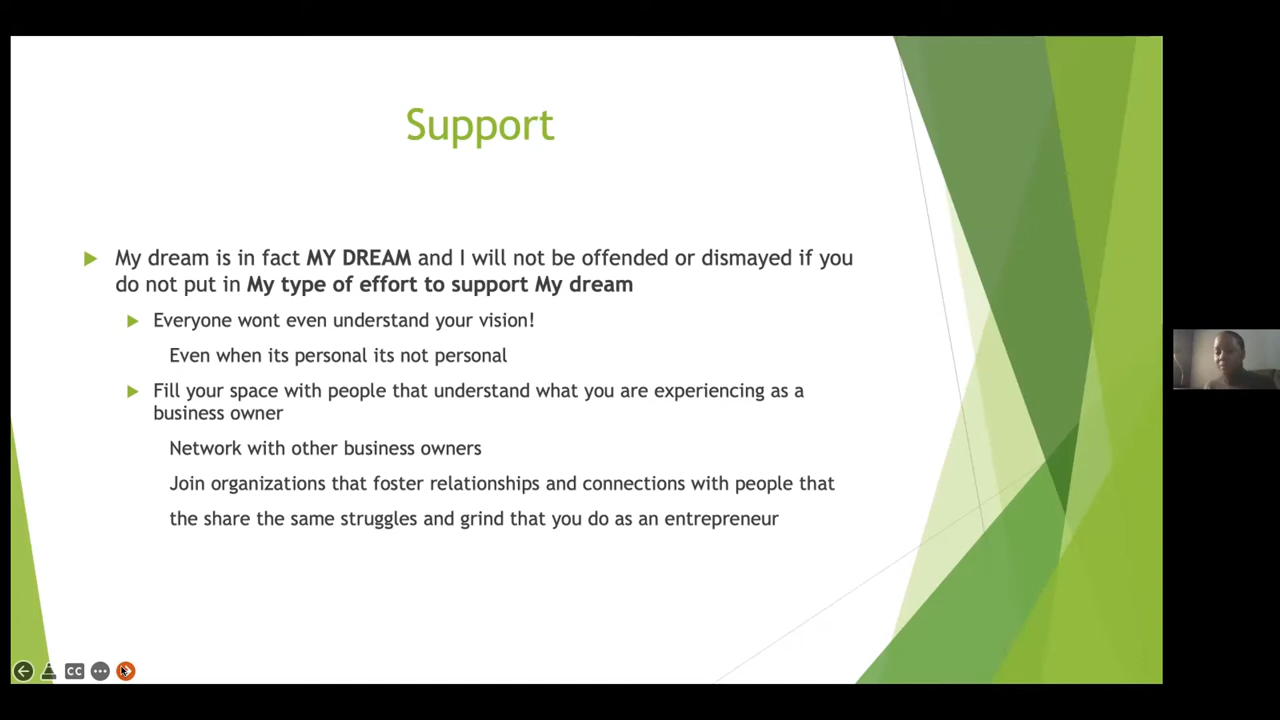 Support
My dream is in fact MY DREAM and I will not be offended or dismayed if you
do not put in My type of effort to support My dream
Everyone wont even understand your vision!
Even when its personal its not personal
Fill your space with people that understand what you are experiencing as a
business owner
Network with other business owners
Join organizations that foster relationships and connections with people that
the share the same struggles and grind that you do as an entrepreneur
CC